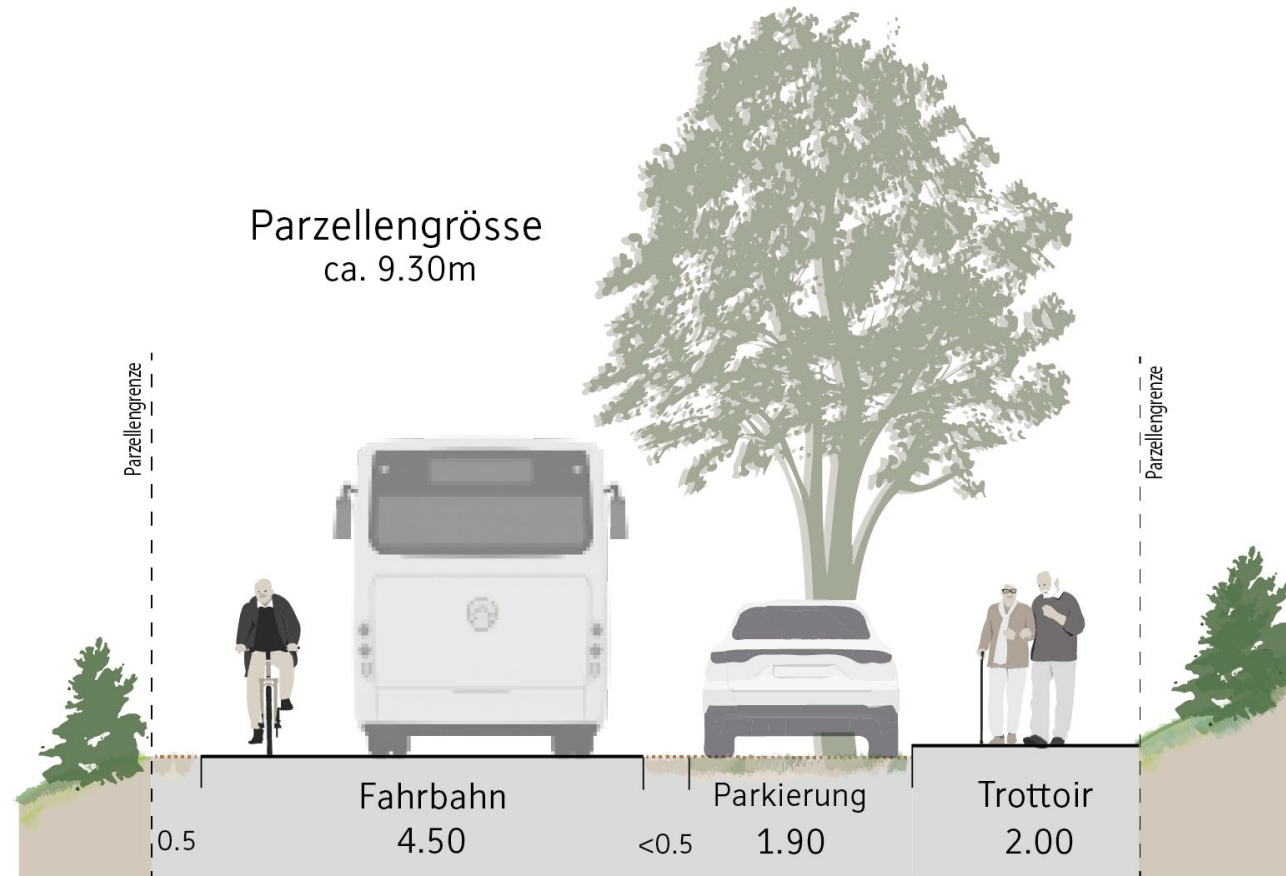 Parzellengrösse
ca. 9.30m
Parzellengrenze
Parzellengrenze
Fahrbahn
Parkierung
Trottoir
0.5
4.50
<0.5
1.90
2.00